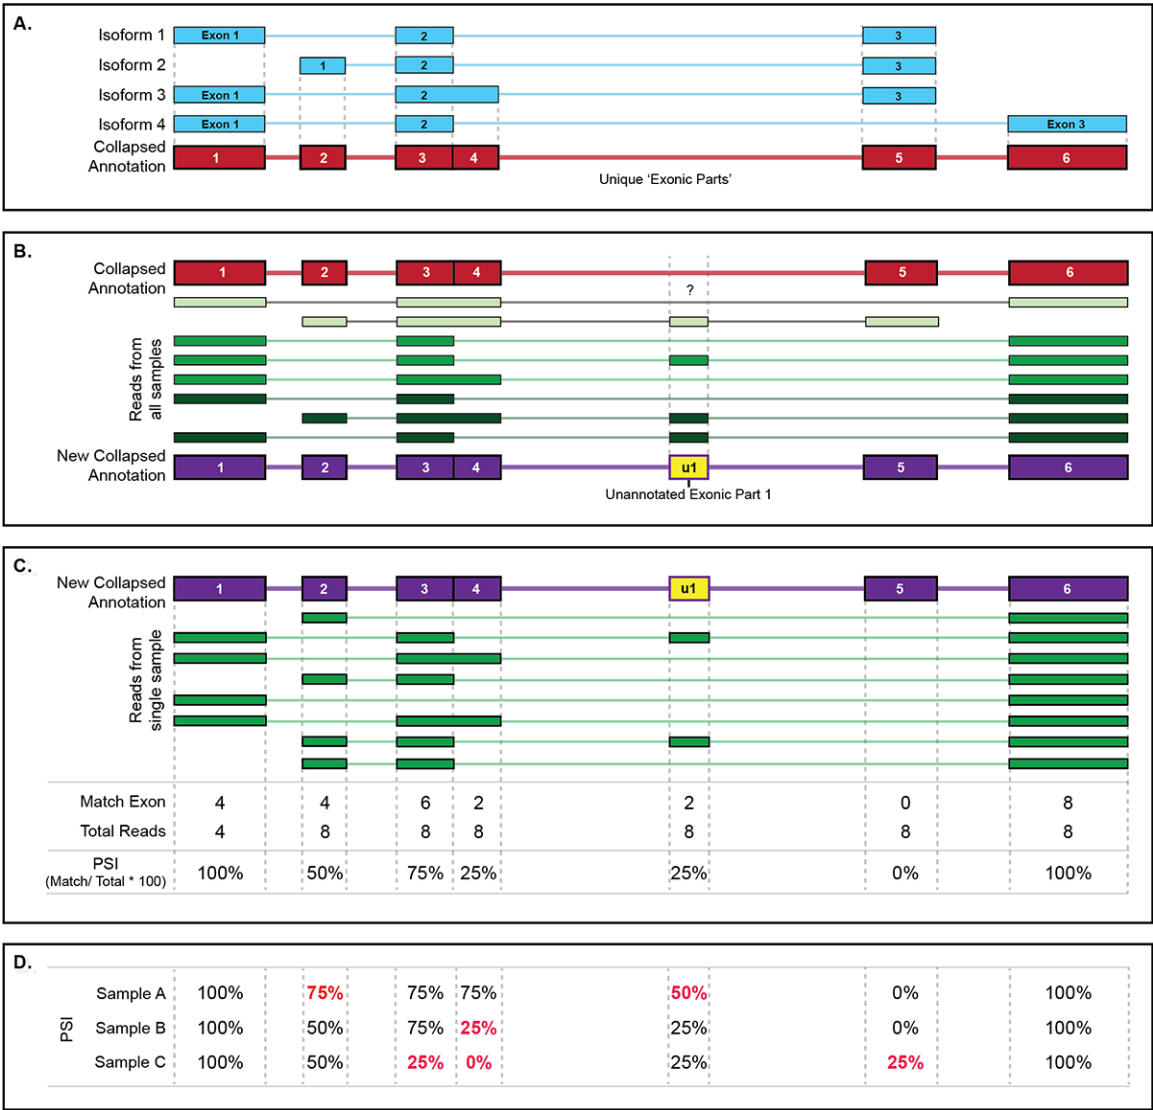 A.
Isoform 1 Exon 1 2 3
Isoform 2 1 2 3
Isoform 3 Exon 1 2 3
Isoform 4 Exon 1 2 Exon 3
Collapsed
Annotation 1 2 3 4 5 6
Unique ‘Exonic Parts’
B.
Collapsed
Annotation 1 2 3 4 5 6
?
Reads from
all samples
New Collapsed
Annotation 1 2 3 4 u1 5 6
Unannotated Exonic Part 1
C.
New Collapsed
Annotation 1 2 3 4 u1 5 6
Reads from
single sample
Match Exon 4 4 6 2 2 0 8
Total Reads 4 8 8 8 8 8 8
PSI
(Match/ Total * 100) 100% 50% 75% 25% 25% 0% 100%
D.
PSI
Sample A 100% 75% 75% 75% 50% 0% 100%
Sample B 100% 50% 75% 25% 25% 0% 100%
Sample C 100% 50% 25% 0% 25% 25% 100%